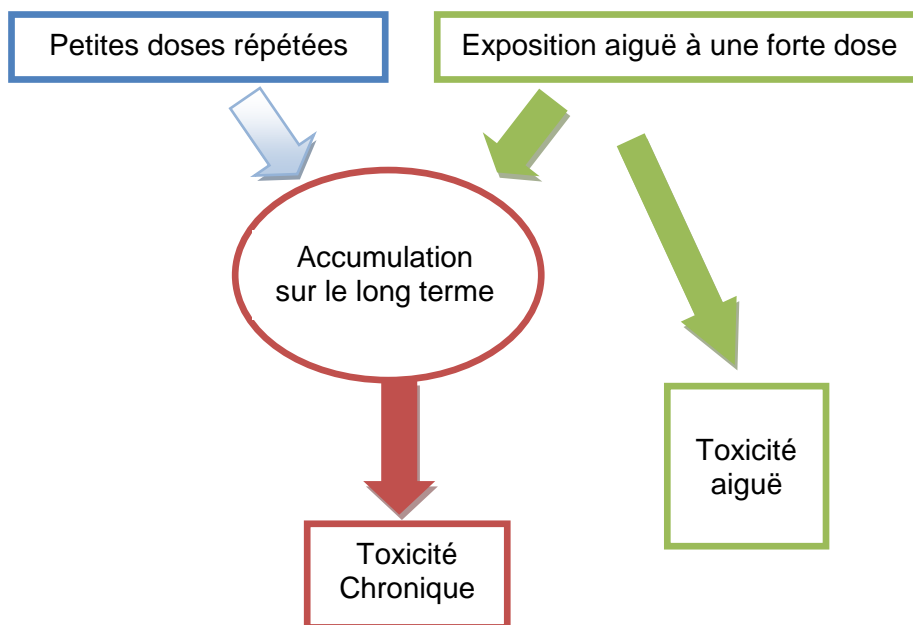 Petites doses répétées
Exposition aiguë à une forte dose
Accumulation
sur le long terme
Toxicité
aiguë
Toxicité
Chronique